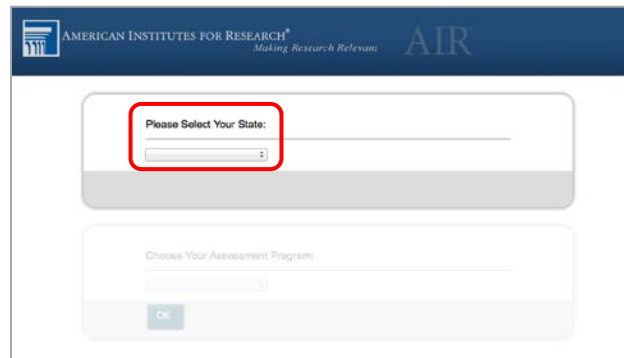 AMERICAN INSTITUTES FOR RESEARCH®
Making Research Relevant
AIR
Please Select Your State:
Choose Your Assessment Program:
OK